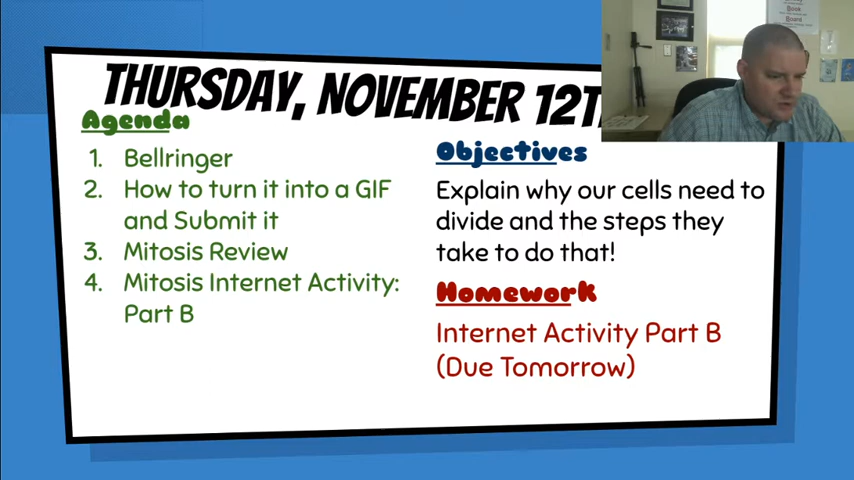 THURSDAY, NOVEMBER 12T
Agenda
1. Bellringer
2. How to turn it into a GIF
and Submit it
3. Mitosis Review
4. Mitosis Internet Activity:
Part B
Objectives
Explain why our cells need to
divide and the steps they
take to do that!
Homework
Internet Activity Part B
(Due Tomorrow)
Book
Bound